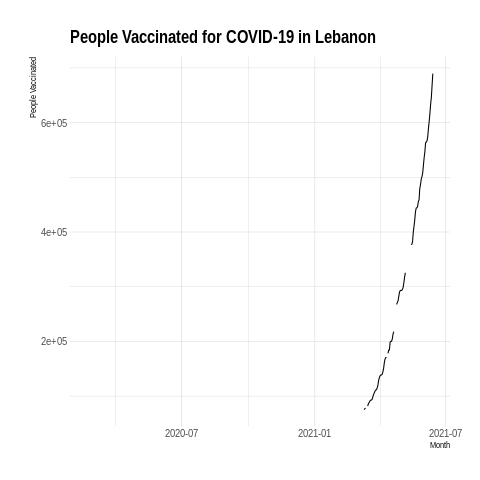 People Vaccinated for COVID-19 in Lebanon
People Vaccinated
6e+05
4e+05
2e+05
2020-07 2021-01 2021-07
Month